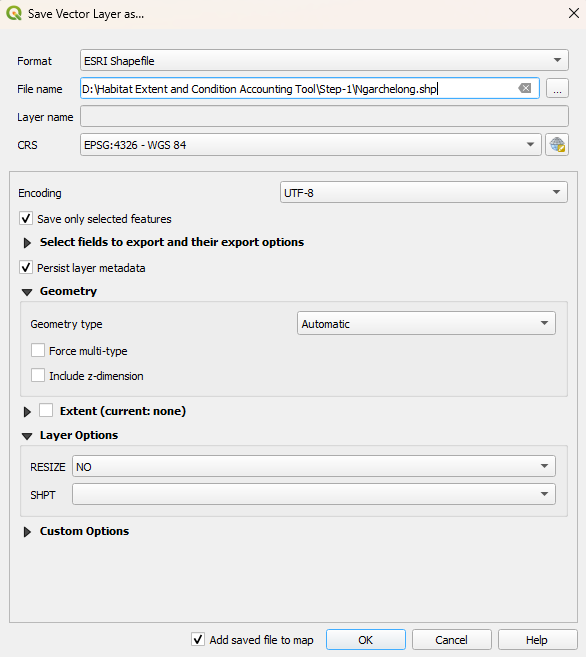 Save Vector Layer as...
Format ESRI Shapefile
File name D:\Habitat Extent and Condition Accounting Tool\Step-1\Ngarchelong.shp ...
Layer name
CRS EPSG:4326 - WGS 84
Encoding UTF-8
Save only selected features
Select fields to export and their export options
Persist layer metadata
Geometry
Geometry type Automatic
Force multi-type
Include z-dimension
Extent (current: none)
Layer Options
RESIZE NO
SHPT
Custom Options
Add saved file to map OK Cancel Help